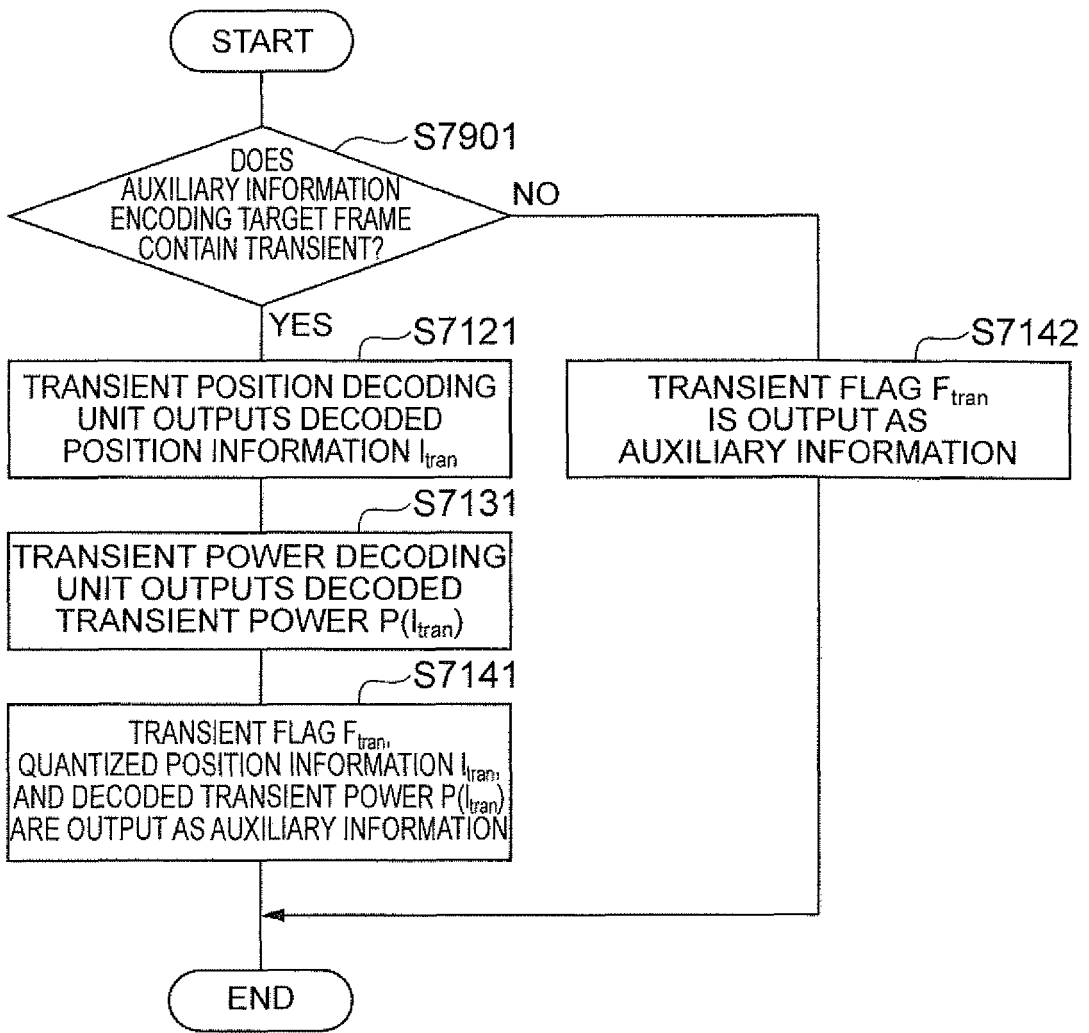 START
S7901
DOES
AUXILIARY INFORMATION
ENCODING TARGET FRAME
CONTAIN TRANSIENT?
NO
YES
S7121
TRANSIENT POSITION DECODING
UNIT OUTPUTS DECODED
POSITION INFORMATION Itran
S7142
TRANSIENT FLAG Ftran
IS OUTPUT AS
AUXILIARY INFORMATION
S7131
TRANSIENT POWER DECODING
UNIT OUTPUTS DECODED
TRANSIENT POWER P(Itran)
S7141
TRANSIENT FLAG Ftran,
QUANTIZED POSITION INFORMATION Itran,
AND DECODED TRANSIENT POWER P(Itran)
ARE OUTPUT AS AUXILIARY INFORMATION
END